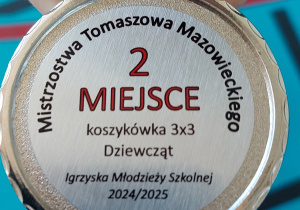 Mistrzostwa Tomaszowa Mazowieckiego
2
MIEJSCE
koszykówka 3x3
Dziewcząt
Igrzyska Młodzieży Szkolnej
2024/2025